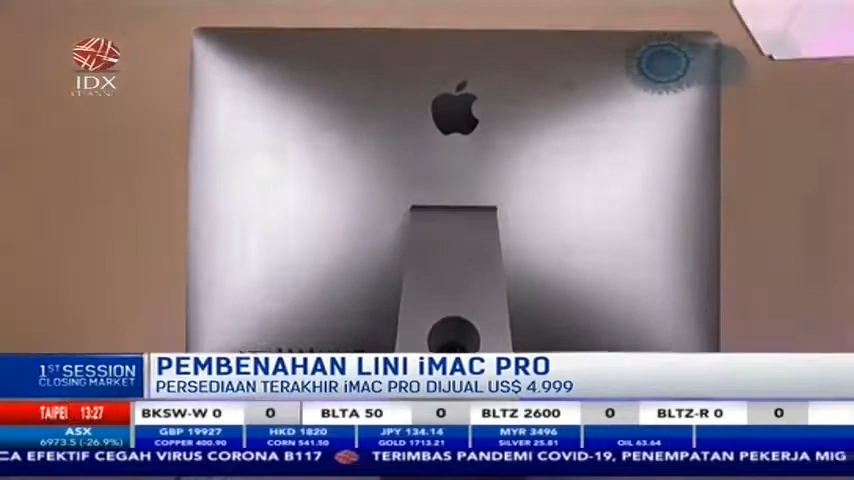 IDX
CHANNEL
PEMBENAHAN LINI iMAC PRO
1ST SESSION
CLOSING MARKET
PERSEDIAAN TERAKHIR iMAC PRO DIJUAL US$ 4.999
TAIPEI 13:27
BKSW-W 0 0 BLTA 50 0 BLTZ 2600 0 BLTZ-R 0 0
ASX
6973.5 (-26.9%)
GBP 19927 HKD 1820 JPY 134.14 MYR 3496
COPPER 400.90 CORN 541.50 GOLD 1713.21 SILVER 25.81 OIL 63.64
CA EFEKTIF CEGAH VIRUS CORONA B117 TERIMBAS PANDEMI COVID-19, PENEMPATAN PEKERJA MIG